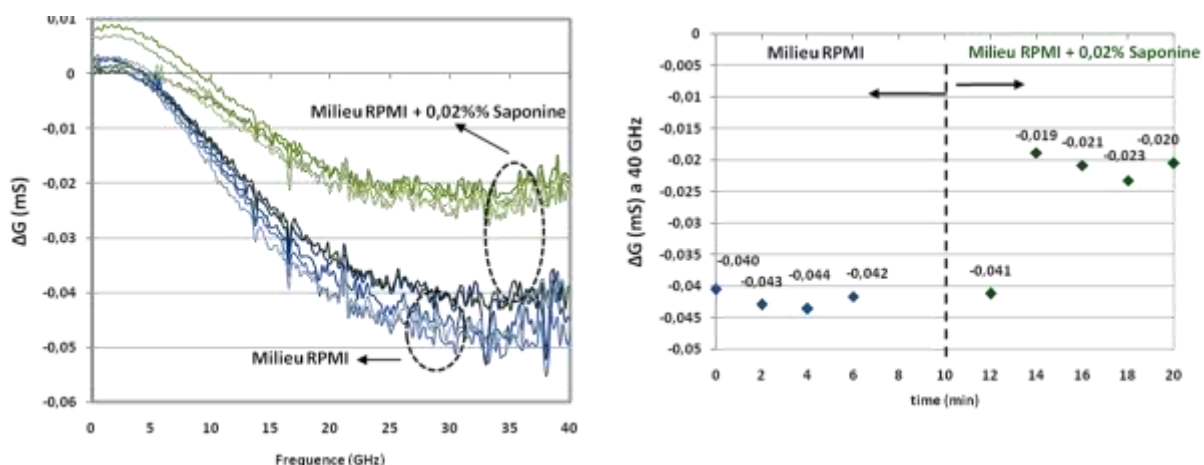 0,01
0
-0,01
-0,02
-0,03
-0,04
-0,05
-0,06
ΔG (mS)
Milieu RPMI + 0,02%% Saponine
Milieu RPMI
0 5 10 15 20 25 30 35 40
Frequence (GHz)
0
-0,005
-0,01
-0,015
-0,02
-0,025
-0,03
-0,035
-0,04
-0,045
-0,05
ΔG (mS) a 40 GHz
Milieu RPMI
Milieu RPMI + 0,02% Saponine
-0,019
-0,021
-0,023
-0,020
-0,040
-0,043
-0,044
-0,042
-0,041
0 2 4 6 8 10 12 14 16 18 20
time (min)